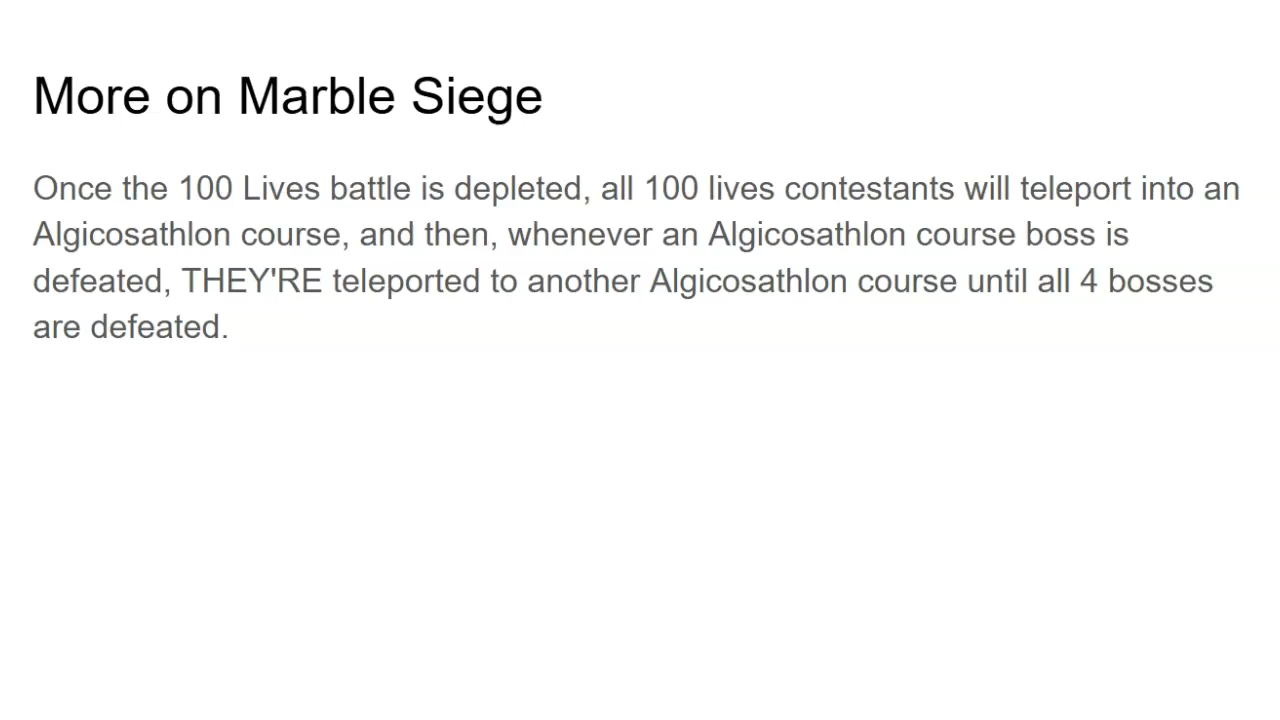 More on Marble Siege
Once the 100 Lives battle is depleted, all 100 lives contestants will teleport into an
Algicosathlon course, and then, whenever an Algicosathlon course boss is
defeated, THEY'RE teleported to another Algicosathlon course until all 4 bosses
are defeated.